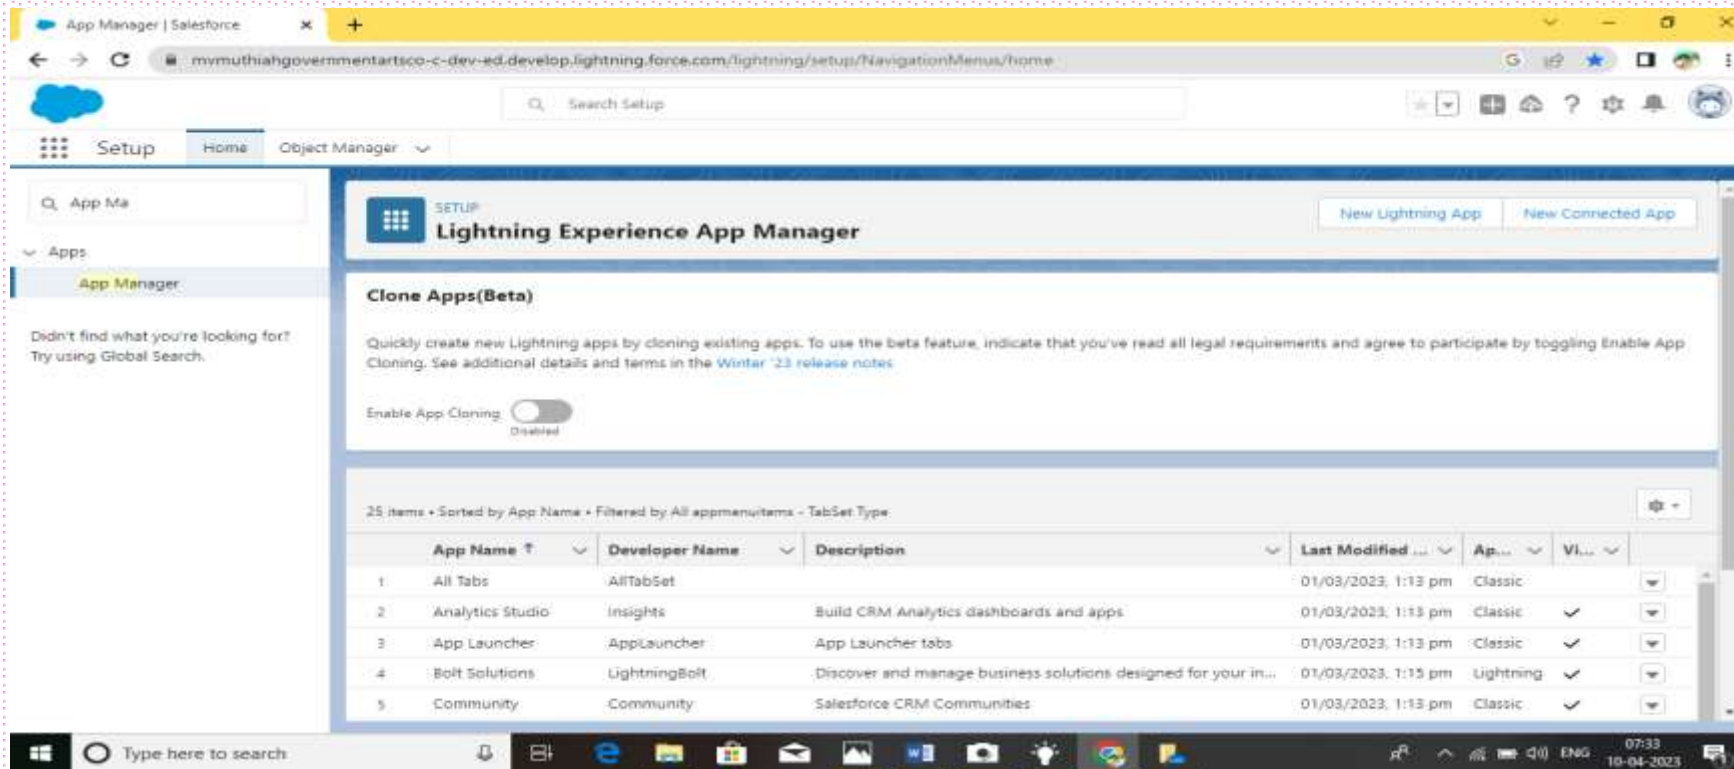 App Manager | Salesforce
mvmuthiahgovernmentartsco-c-dev-ed.develop.lightning.force.com/lightning/setup/NavigationMenus/home
Search Setup
Setup Home Object Manager
App Ma
Apps
App Manager
Didn't find what you're looking for?
Try using Global Search.
SETUP
Lightning Experience App Manager
New Lightning App New Connected App
Clone Apps(Beta)
Quickly create new Lightning apps by cloning existing apps. To use the beta feature, indicate that you've read all legal requirements and agree to participate by toggling Enable App
Cloning. See additional details and terms in the Winter '23 release notes
Enable App Cloning
Disabled
25 items • Sorted by App Name • Filtered by All appmenuitems - TabSet Type
App Name ↑ Developer Name Description Last Modified ... Ap... Vi...
1 All Tabs AllTabSet 01/03/2023, 1:13 pm Classic
2 Analytics Studio Insights Build CRM Analytics dashboards and apps 01/03/2023, 1:13 pm Classic
3 App Launcher AppLauncher App Launcher tabs 01/03/2023, 1:13 pm Classic
4 Bolt Solutions LightningBolt Discover and manage business solutions designed for your in... 01/03/2023, 1:15 pm Lightning
5 Community Community Salesforce CRM Communities 01/03/2023, 1:13 pm Classic
Type here to search
ENG
07:33
10-04-2023